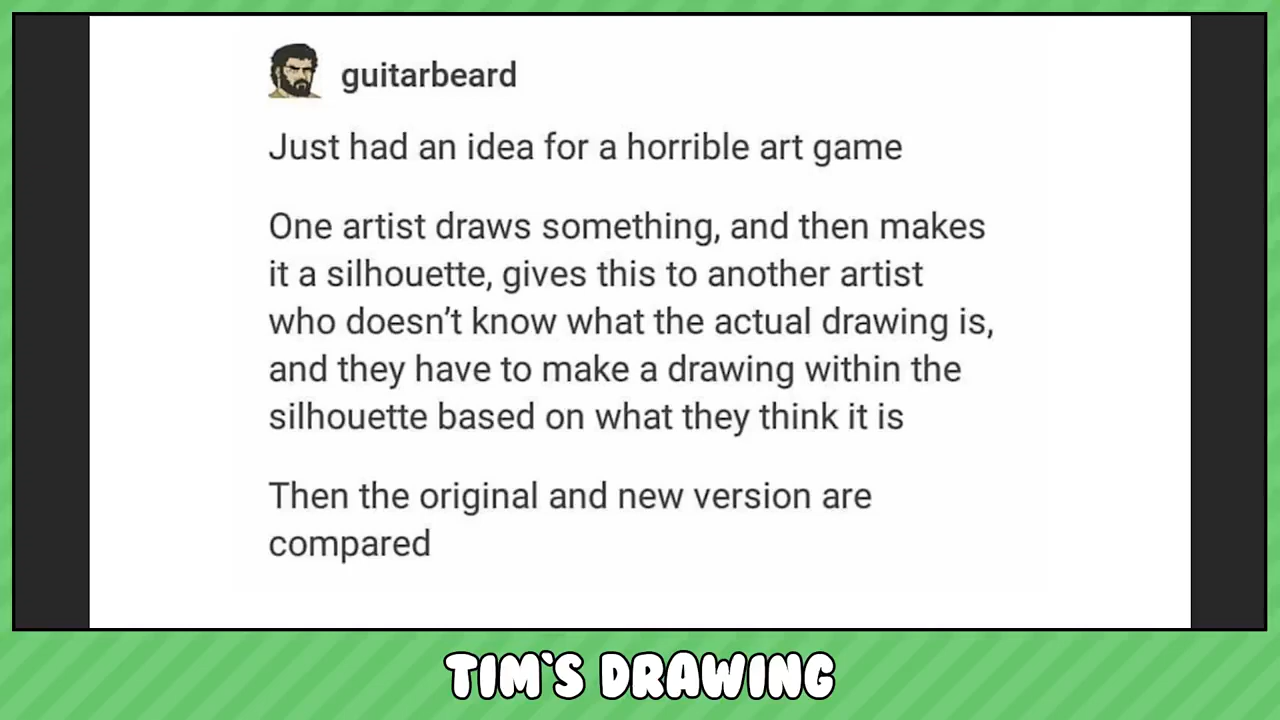 guitarbeard
Just had an idea for a horrible art game
One artist draws something, and then makes
it a silhouette, gives this to another artist
who doesn’t know what the actual drawing is,
and they have to make a drawing within the
silhouette based on what they think it is
Then the original and new version are
compared
TIM'S DRAWING